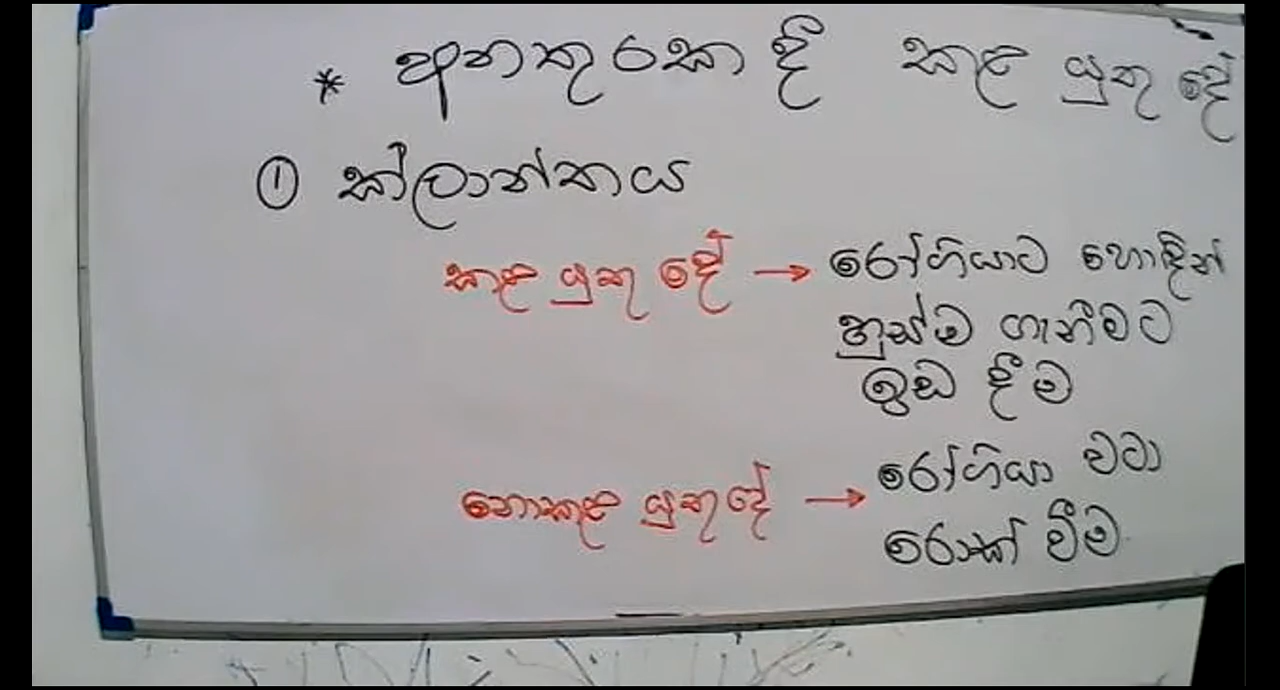 * අනතුරකදී කළ යුතු දේ
① ක්ලාන්තය
කළ යුතු දේ → රෝගියාට හොඳින්
හුස්ම ගැනීමට
ඉඩ දීම
නොකළ යුතු දේ → රෝගියා වටා
රොක් වීම